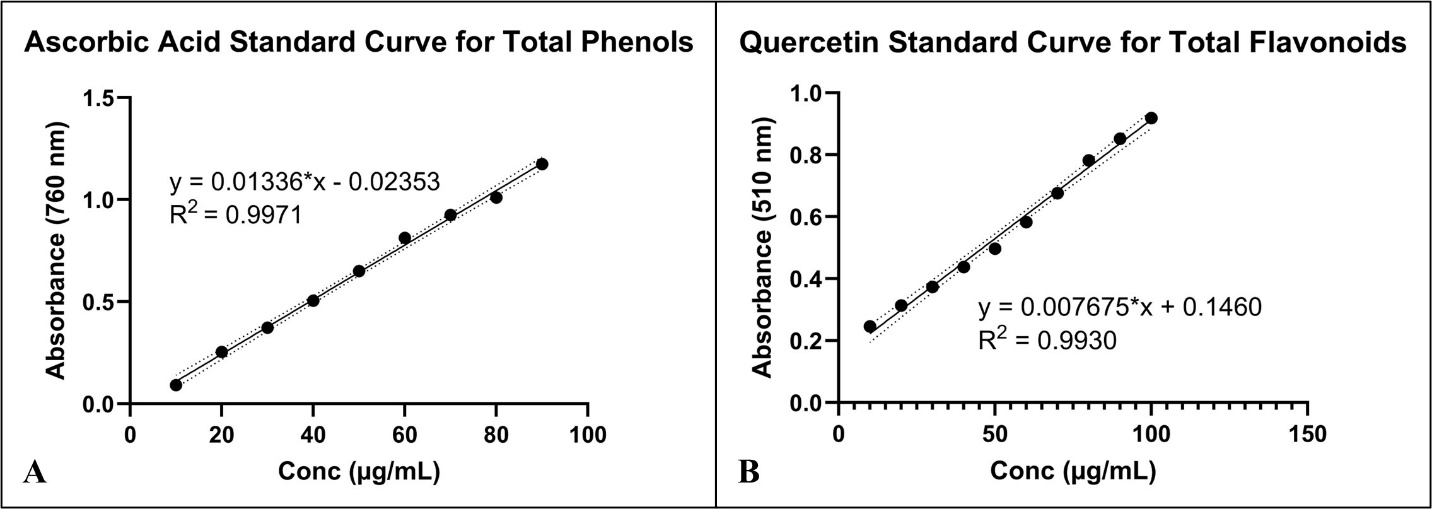 Ascorbic Acid Standard Curve for Total Phenols
1.5
1.0
0.5
0.0
Absorbance (760 nm)
y = 0.01336*x - 0.02353
R² = 0.9971
0 20 40 60 80 100
Conc (µg/mL)
A
Quercetin Standard Curve for Total Flavonoids
1.0
0.8
0.6
0.4
0.2
0.0
Absorbance (510 nm)
y = 0.007675*x + 0.1460
R² = 0.9930
0 50 100 150
Conc (µg/mL)
B